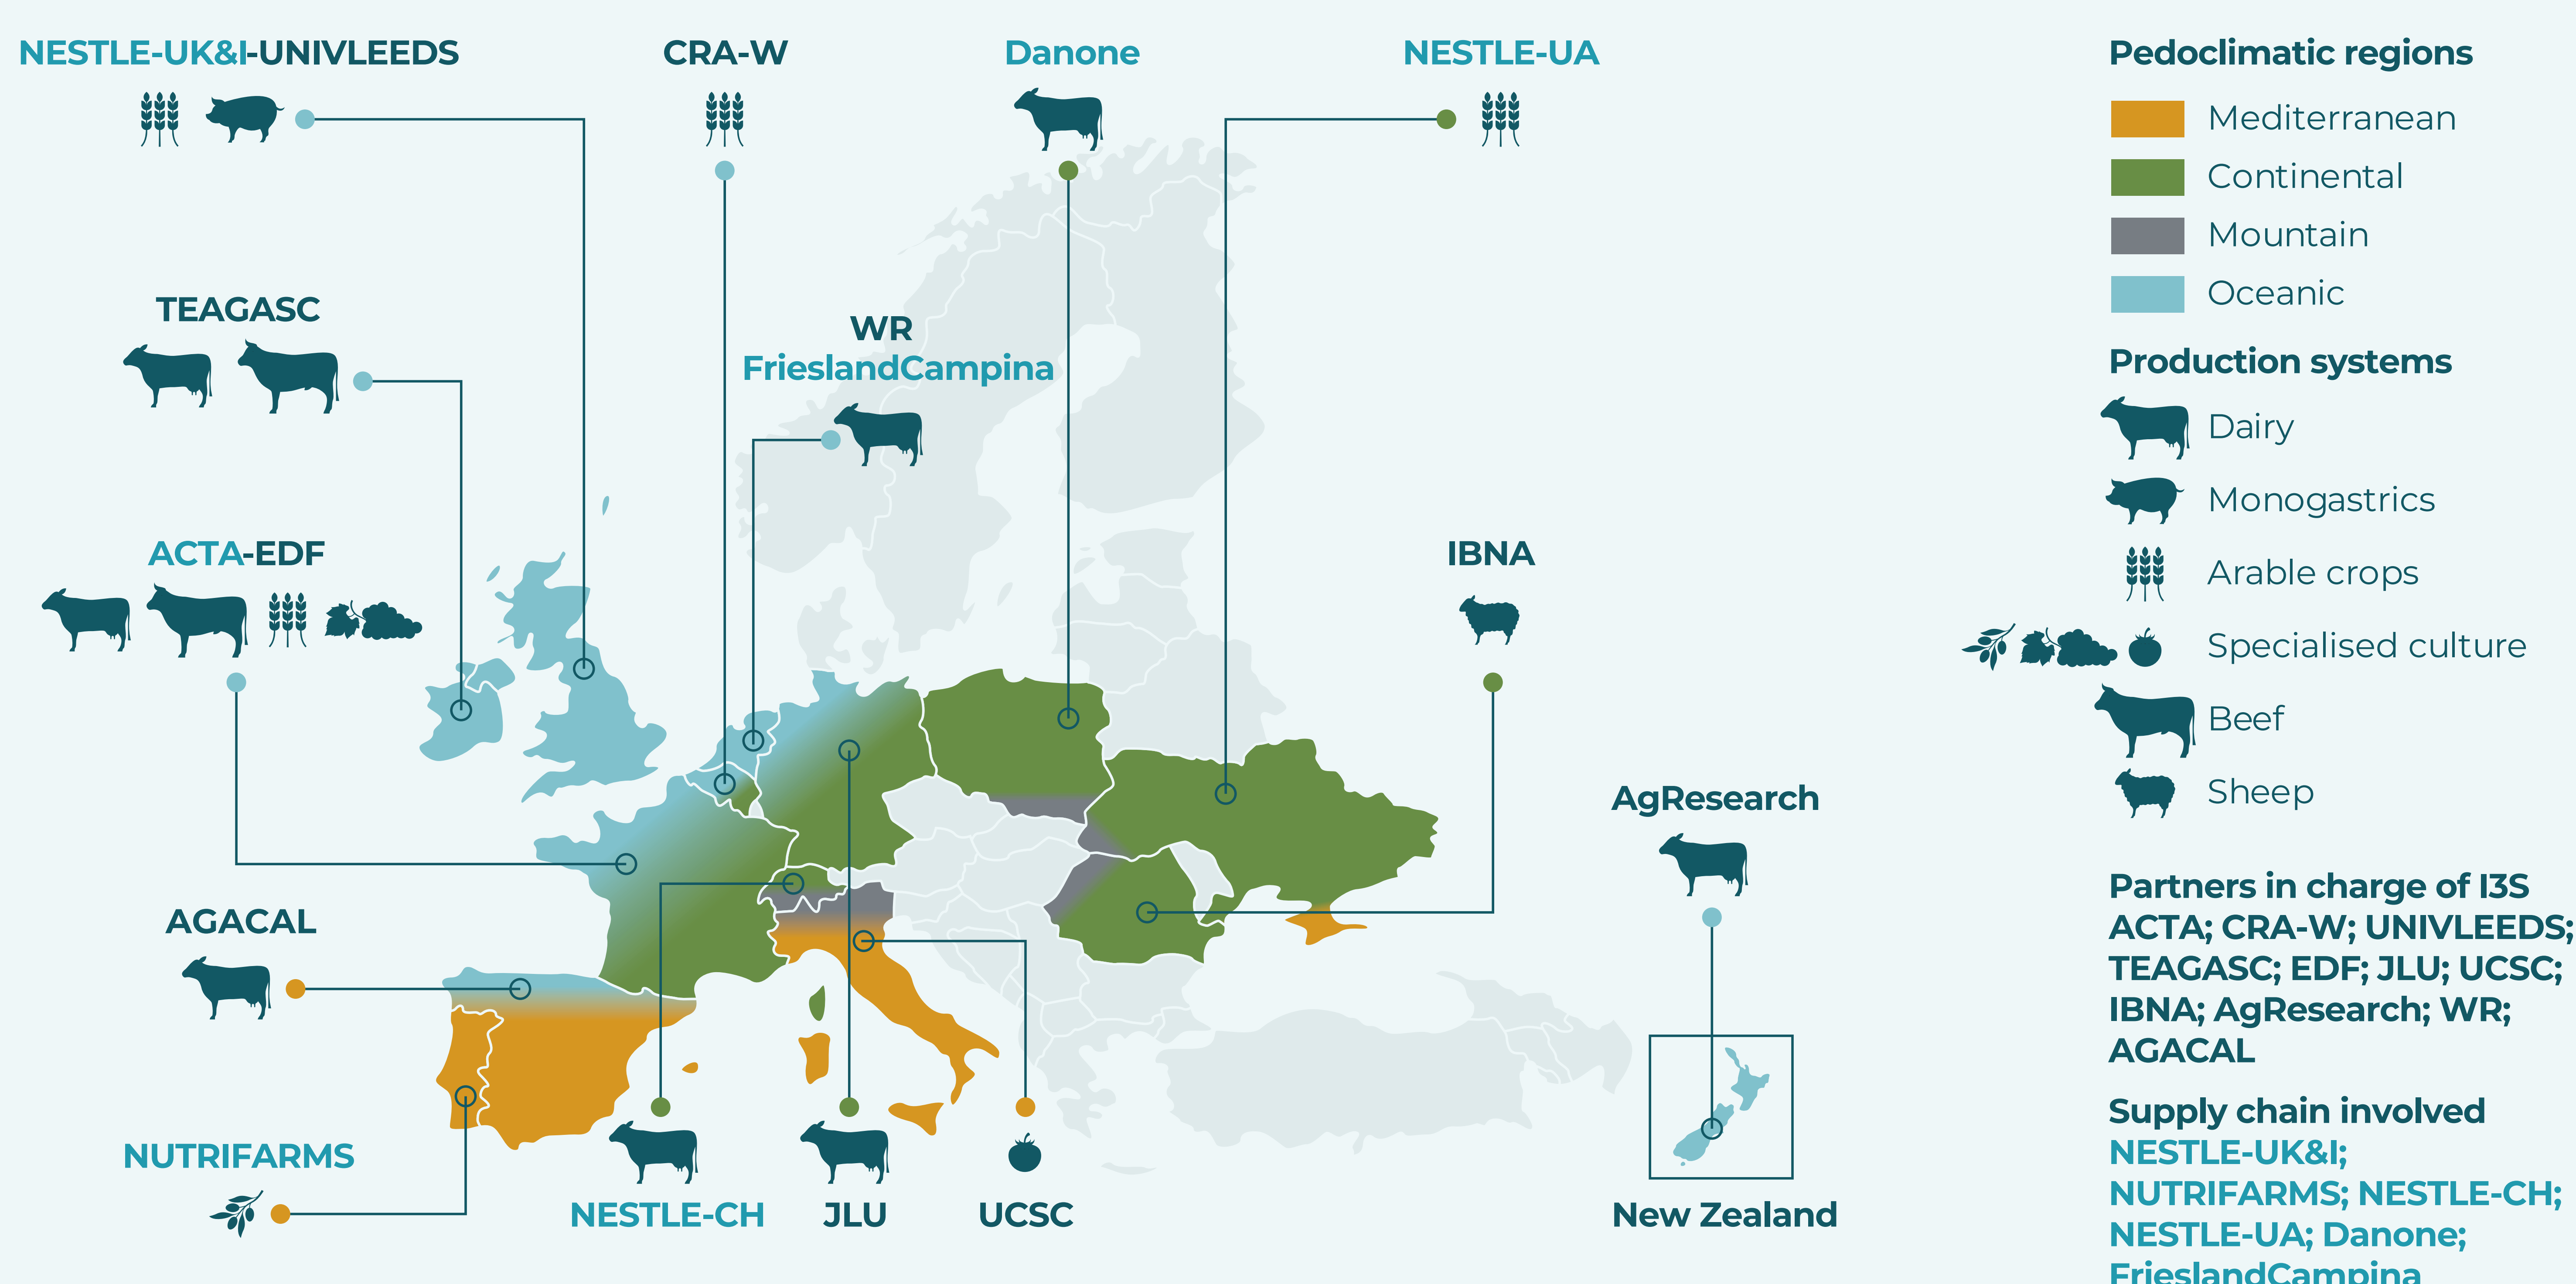 NESTLE-UK&I-UNIVLEEDS
CRA-W
Danone
NESTLE-UA
TEAGASC
WR
FrieslandCampina
ACTA-EDF
IBNA
AgResearch
AGACAL
NUTRIFARMS
NESTLE-CH
JLU
UCSC
New Zealand
Pedoclimatic regions
Mediterranean
Continental
Mountain
Oceanic
Production systems
Dairy
Monogastrics
Arable crops
Specialised culture
Beef
Sheep
Partners in charge of I3S
ACTA; CRA-W; UNIVLEEDS;
TEAGASC; EDF; JLU; UCSC;
IBNA; AgResearch; WR;
AGACAL
Supply chain involved
NESTLE-UK&I;
NUTRIFARMS; NESTLE-CH;
NESTLE-UA; Danone;
FrieslandCampina